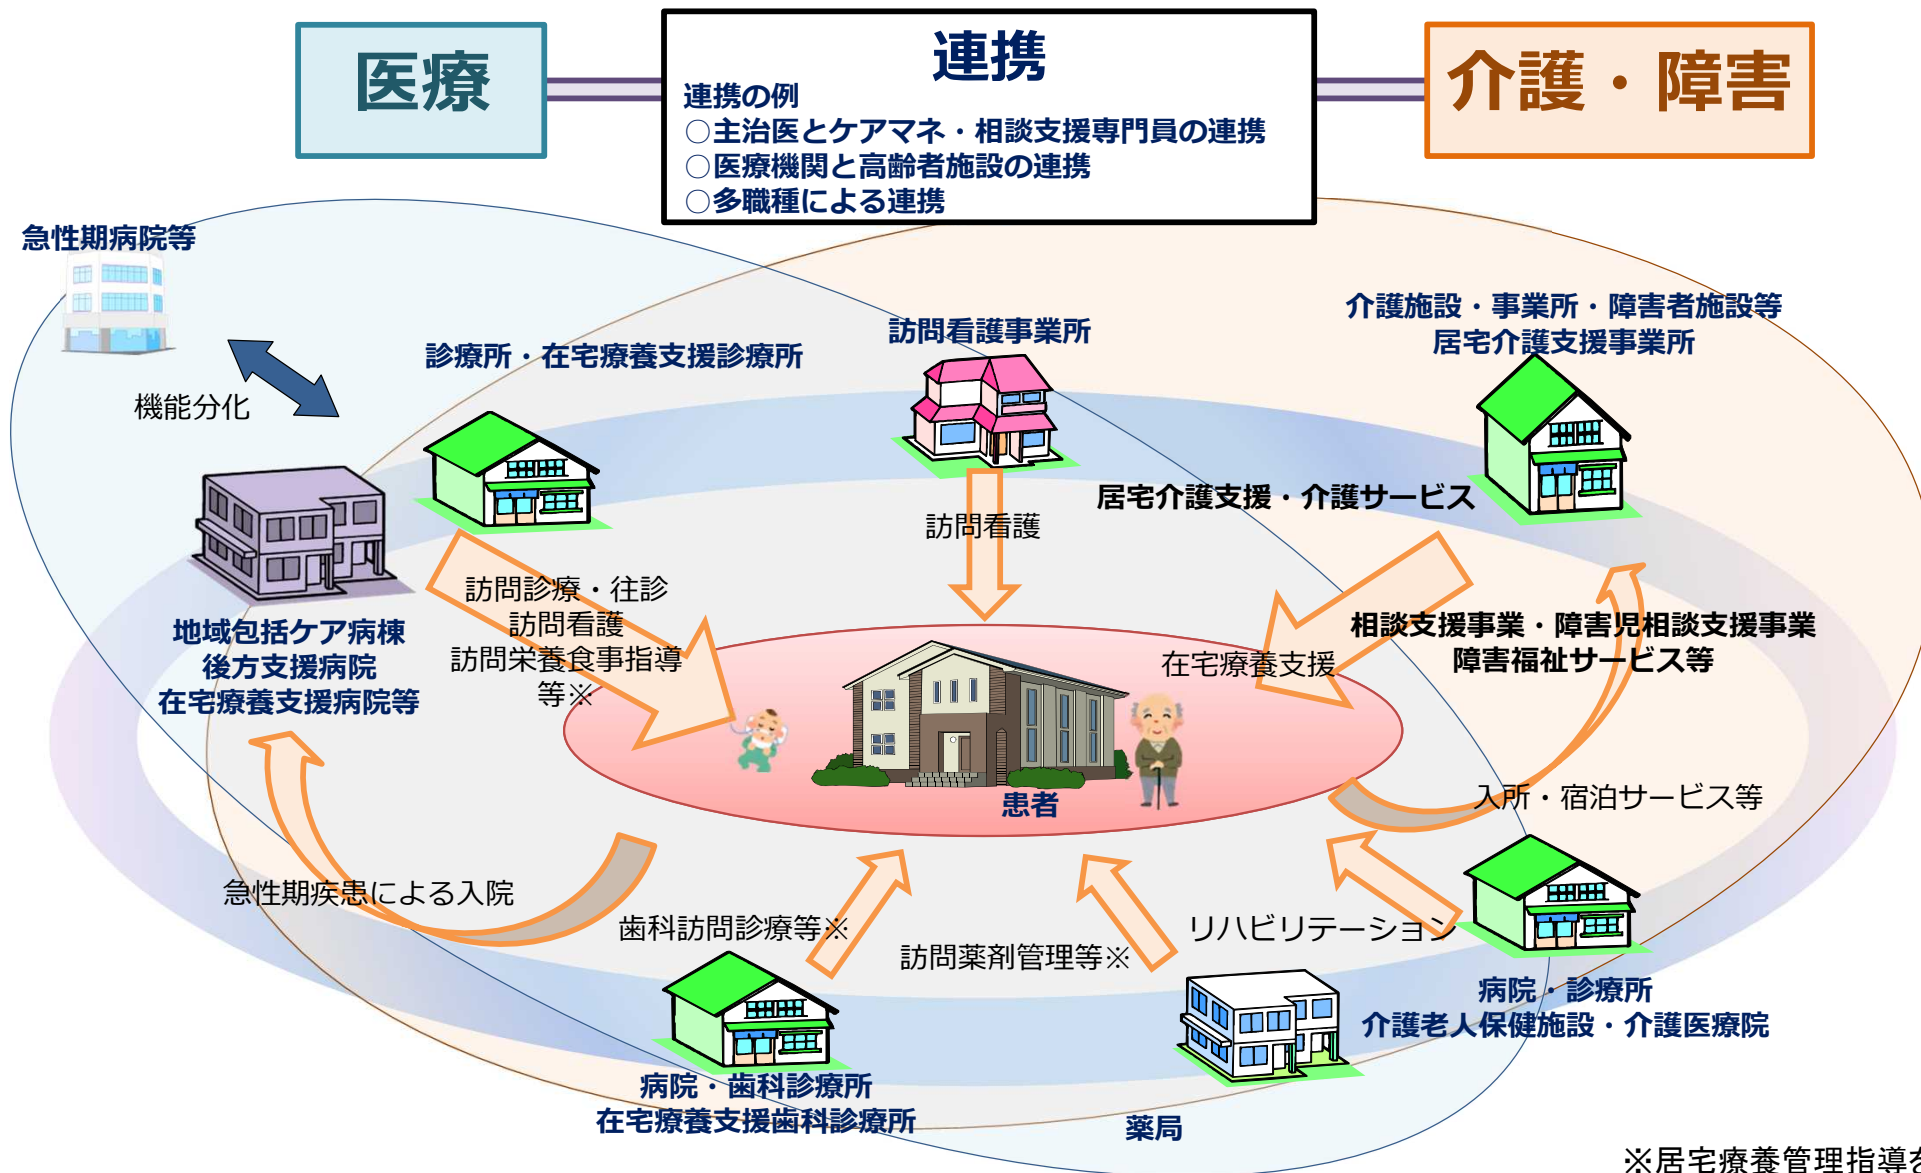 医療
連携
連携の例
○主治医とケアマネ・相談支援専門員の連携
○医療機関と高齢者施設の連携
○多職種による連携
介護・障害
急性期病院等
機能分化
診療所・在宅療養支援診療所
訪問看護事業所
介護施設・事業所・障害者施設等
居宅介護支援事業所
居宅介護支援・介護サービス
訪問看護
訪問診療・往診
訪問看護
訪問栄養食事指導
等※
地域包括ケア病棟
後方支援病院
在宅療養支援病院等
在宅療養支援
相談支援事業・障害児相談支援事業
障害福祉サービス等
患者
入所・宿泊サービス等
急性期疾患による入院
歯科訪問診療等※
訪問薬剤管理等※
リハビリテーション
病院・診療所
介護老人保健施設・介護医療院
病院・歯科診療所
在宅療養支援歯科診療所
薬局
※居宅療養管理指導を